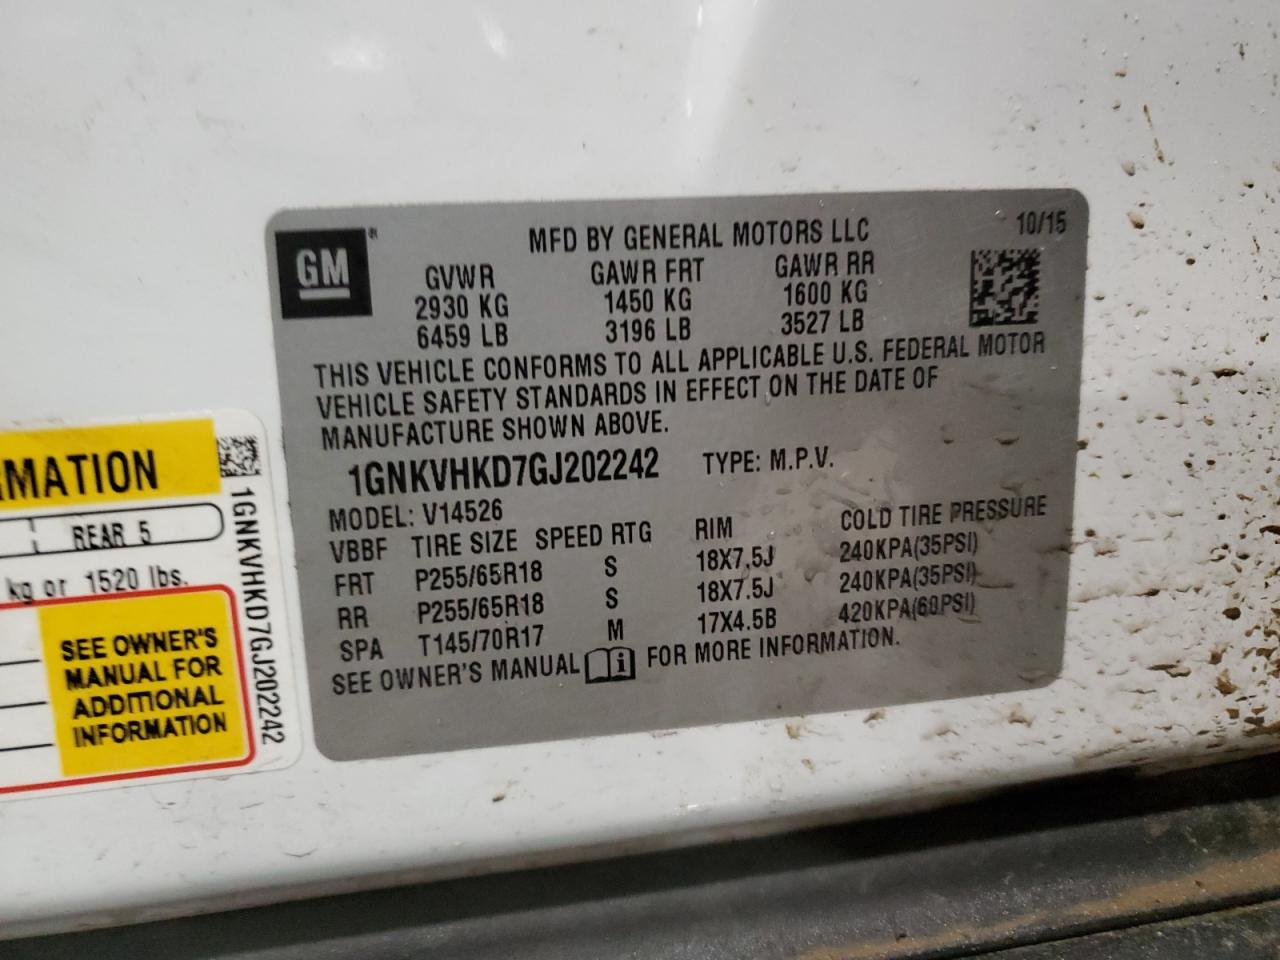 GM
MFD BY GENERAL MOTORS LLC
10/15
GVWR GAWR FRT GAWR RR
2930 KG 1450 KG 1600 KG
6459 LB 3196 LB 3527 LB
THIS VEHICLE CONFORMS TO ALL APPLICABLE U.S. FEDERAL MOTOR
VEHICLE SAFETY STANDARDS IN EFFECT ON THE DATE OF
MANUFACTURE SHOWN ABOVE.
1GNKVHKD7GJ202242 TYPE: M.P.V.
MODEL: V14526
VBBF TIRE SIZE SPEED RTG RIM COLD TIRE PRESSURE
FRT P255/65R18 S 18X7.5J 240KPA(35PSI)
RR P255/65R18 S 18X7.5J 240KPA(35PSI)
SPA T145/70R17 M 17X4.5B 420KPA(60PSI)
SEE OWNER'S MANUAL i FOR MORE INFORMATION.
RMATION
REAR 5
kg or 1520 lbs.
SEE OWNER'S
MANUAL FOR
ADDITIONAL
INFORMATION
1GNKVHKD7GJ202242